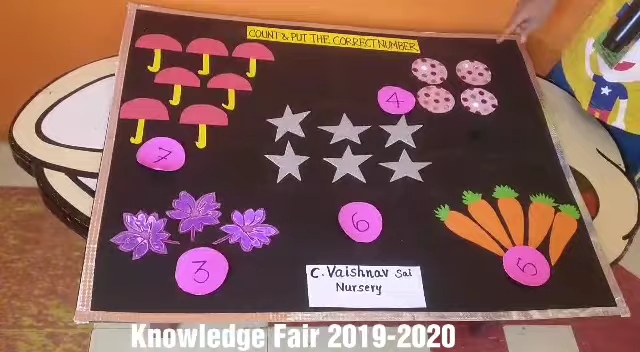 COUNT & PUT THE CORRECT NUMBER
4
7
6
3
5
C. Vaishnav Sai
Nursery
Knowledge Fair 2019-2020